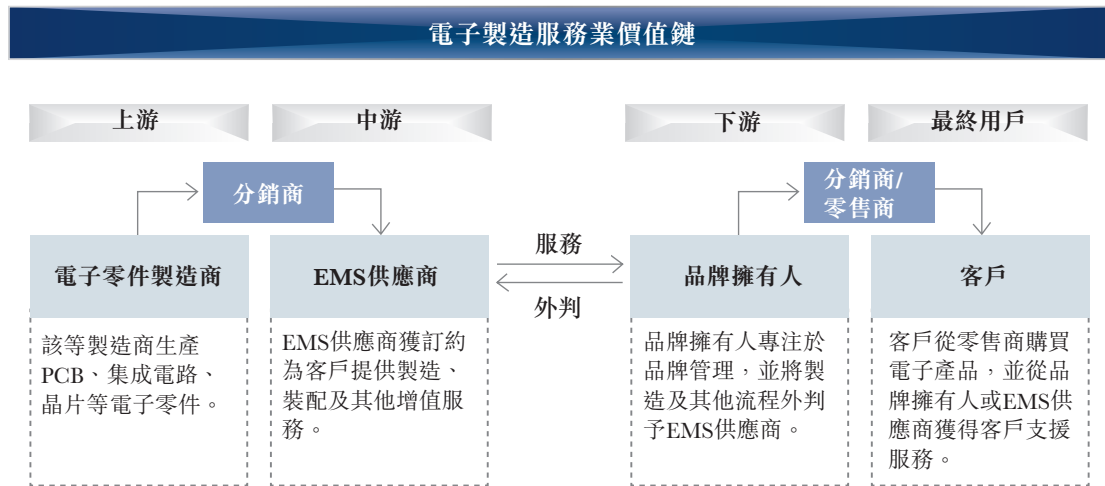 電子製造服務業價值鏈
上游
中游
下游
最終用戶
分銷商
分銷商/
零售商
電子零件製造商
EMS供應商
服務
外判
品牌擁有人
客戶
該等製造商生產
PCB、集成電路、
晶片等電子零件。
EMS供應商獲訂約
為客戶提供製造、
裝配及其他增值服
務。
品牌擁有人專注於
品牌管理，並將製
造及其他流程外判
予EMS供應商。
客戶從零售商購買
電子產品，並從品
牌擁有人或EMS供
應商獲得客戶支援
服務。